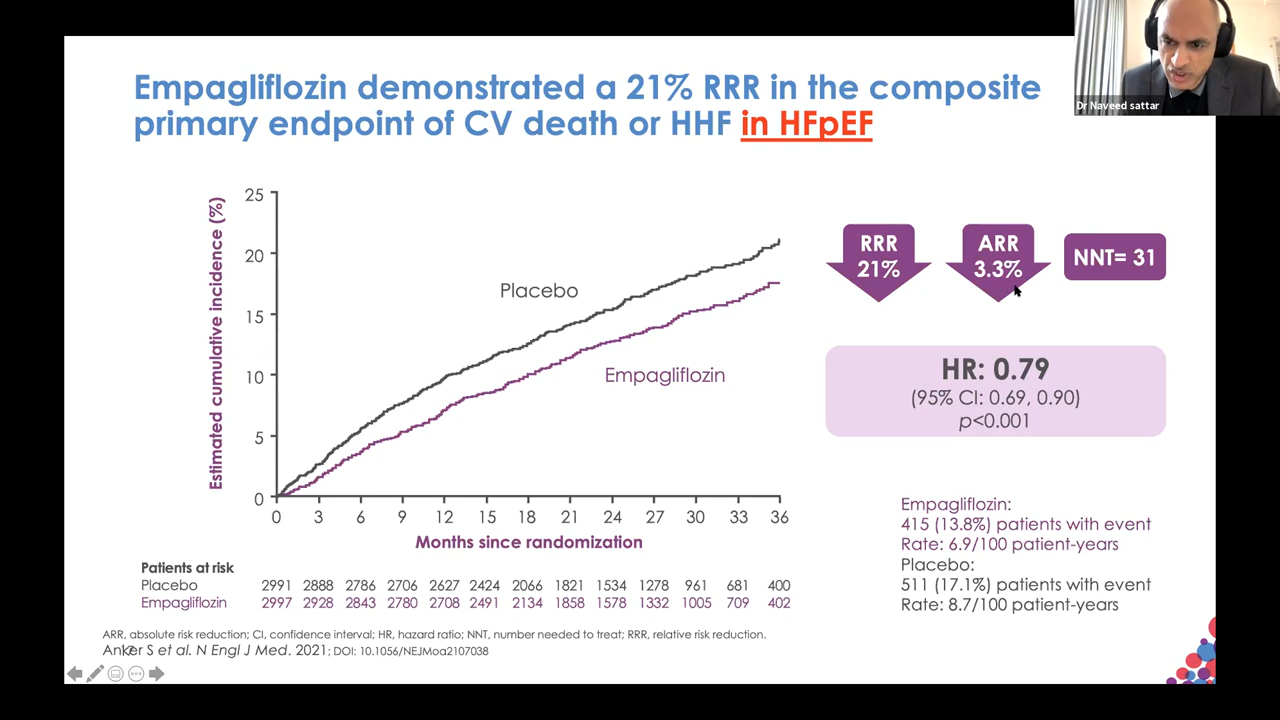 Empagliflozin demonstrated a 21% RRR in the composite
primary endpoint of CV death or HHF in HFpEF
Dr Naveed sattar
Estimated cumulative incidence (%)
25
20
15
10
5
0
Placebo
Empagliflozin
0 3 6 9 12 15 18 21 24 27 30 33 36
Months since randomization
RRR
21%
ARR
3.3%
NNT= 31
HR: 0.79
(95% CI: 0.69, 0.90)
p<0.001
Patients at risk
Placebo 2991 2888 2786 2706 2627 2424 2066 1821 1534 1278 961 681 400
Empagliflozin 2997 2928 2843 2780 2708 2491 2134 1858 1578 1332 1005 709 402
Empagliflozin:
415 (13.8%) patients with event
Rate: 6.9/100 patient-years
Placebo:
511 (17.1%) patients with event
Rate: 8.7/100 patient-years
ARR, absolute risk reduction; CI, confidence interval; HR, hazard ratio; NNT, number needed to treat; RRR, relative risk reduction.
Anker S et al. N Engl J Med. 2021; DOI: 10.1056/NEJMoa2107038